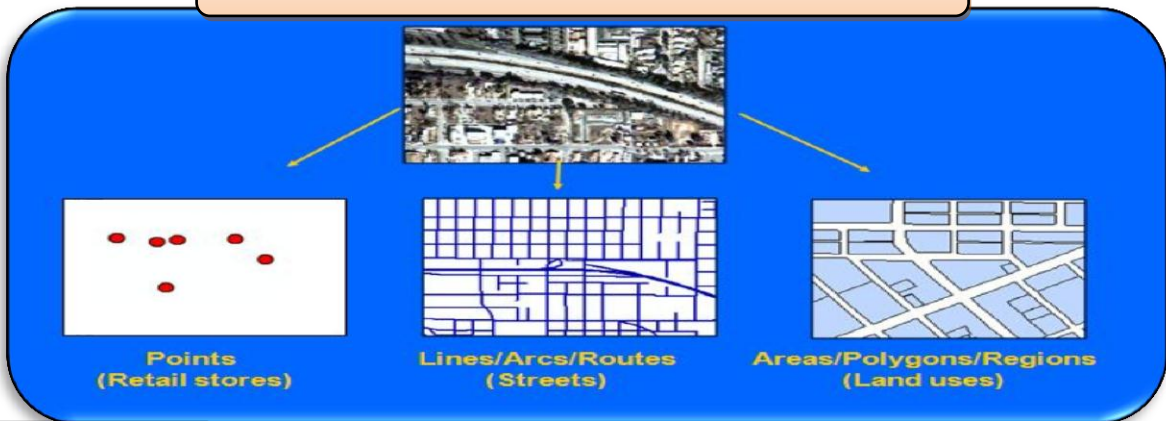 Points
(Retail stores)
Lines/Arcs/Routes
(Streets)
Areas/Polygons/Regions
(Land uses)